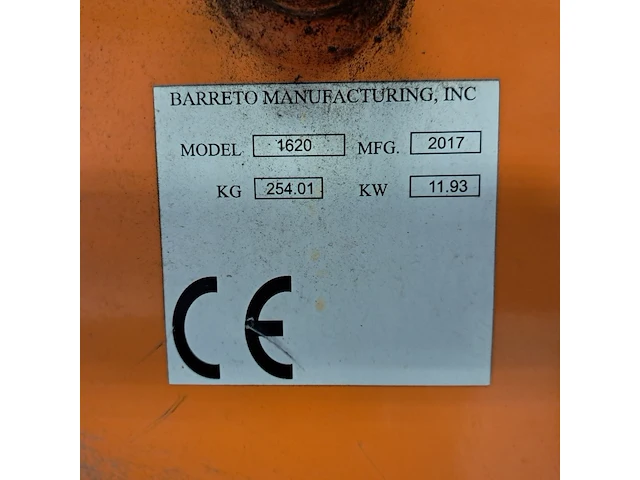 BARRETO MANUFACTURING, INC
MODEL 1620 MFG. 2017
KG 254.01 KW 11.93
CE